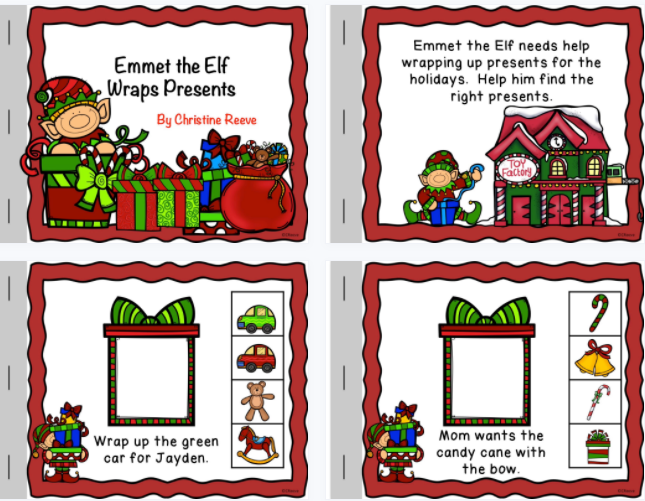 Emmet the Elf
Wraps Presents
By Christine Reeve
Emmet the Elf needs help
wrapping up presents for the
holidays. Help him find the
right presents.
TOY
Factory
Wrap up the green
car for Jayden.
Mom wants the
candy cane with
the bow.